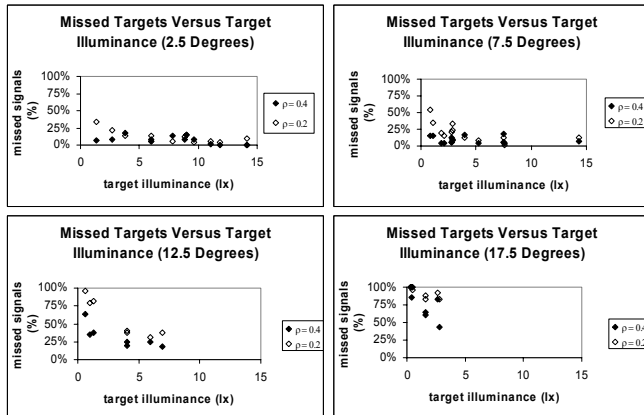 Missed Targets Versus Target
Illuminance (2.5 Degrees)
missed signals
(%)
100%
75%
50%
25%
0%
0 5 10 15
target illuminance (lx)
ρ = 0.4
ρ = 0.2
Missed Targets Versus Target
Illuminance (7.5 Degrees)
missed signals
(%)
100%
75%
50%
25%
0%
0 5 10 15
target illuminance (lx)
ρ = 0.4
ρ = 0.2
Missed Targets Versus Target
Illuminance (12.5 Degrees)
missed signals
(%)
100%
75%
50%
25%
0%
0 5 10 15
target illuminance (lx)
ρ = 0.4
ρ = 0.2
Missed Targets Versus Target
Illuminance (17.5 Degrees)
missed signals
(%)
100%
75%
50%
25%
0%
0 5 10 15
target illuminance (lx)
ρ = 0.4
ρ = 0.2